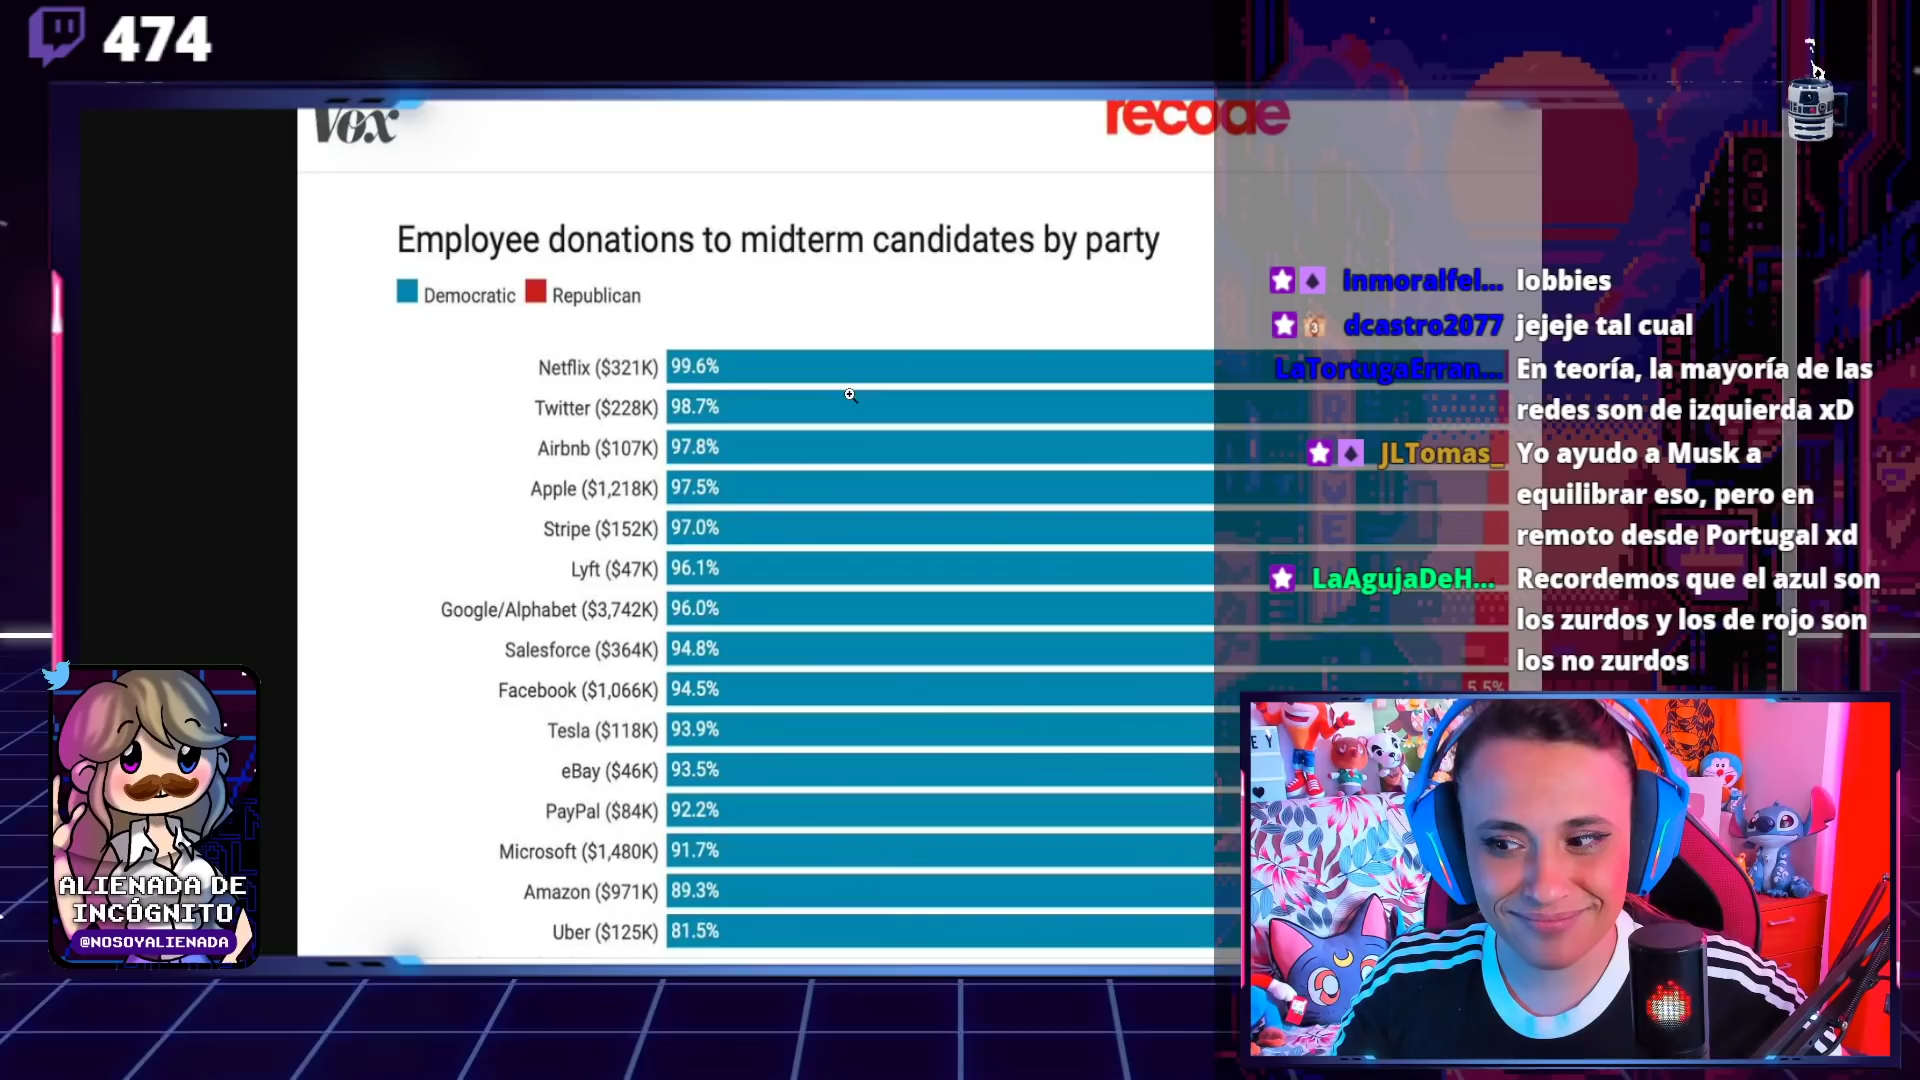 474
Vox
recode
Employee donations to midterm candidates by party
Democratic
Republican
Netflix ($321K) 99.6%
Twitter ($228K) 98.7%
Airbnb ($107K) 97.8%
Apple ($1,218K) 97.5%
Stripe ($152K) 97.0%
Lyft ($47K) 96.1%
Google/Alphabet ($3,742K) 96.0%
Salesforce ($364K) 94.8%
Facebook ($1,066K) 94.5% 5.5%
Tesla ($118K) 93.9%
eBay ($46K) 93.5%
PayPal ($84K) 92.2%
Microsoft ($1,480K) 91.7%
Amazon ($971K) 89.3%
Uber ($125K) 81.5%
inmoralfel... lobbies
dcastro2077 jejeje tal cual
LaTortugaErran... En teoría, la mayoría de las
redes son de izquierda xD
JLTomas_ Yo ayudo a Musk a
equilibrar eso, pero en
remoto desde Portugal xd
LaAgujaDeH... Recordemos que el azul son
los zurdos y los de rojo son
los no zurdos
ALIENADA DE
INCÓGNITO
@NOSOYALIENADA